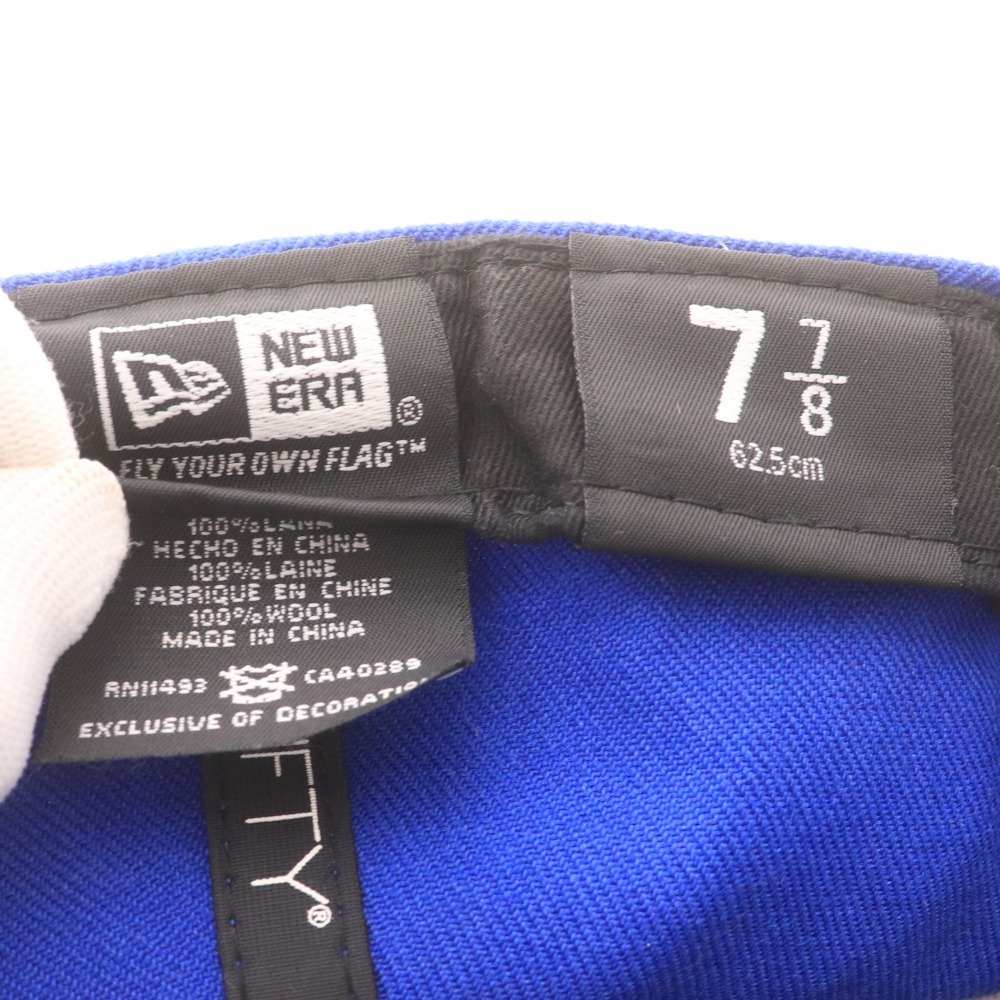 NE
NEW
ERA®
FLY YOUR OWN FLAG™
7 7/8
62.5cm
100% LANA
HECHO EN CHINA
100% LAINE
FABRIQUE EN CHINE
100% WOOL
MADE IN CHINA
RN11493 CA40289
EXCLUSIVE OF DECORATIO
FTY®